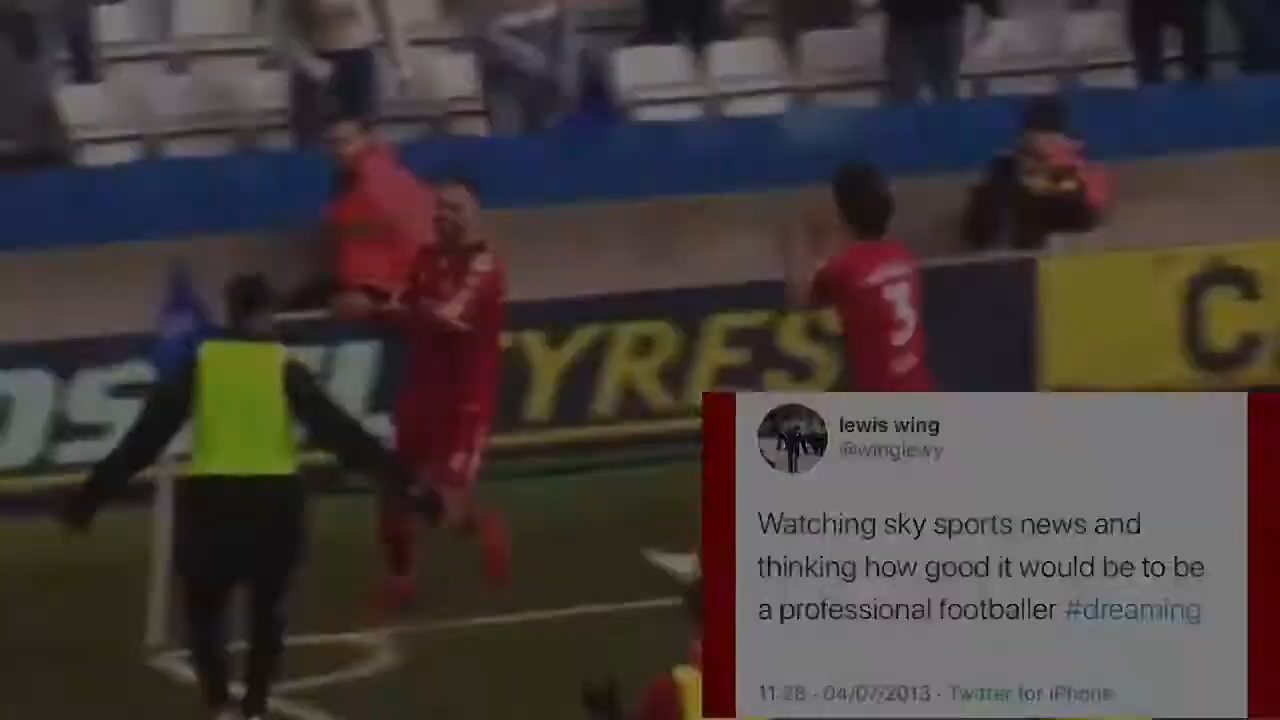 TYRES
C
3
lewis wing
@winglewy
Watching sky sports news and
thinking how good it would be to be
a professional footballer #dreaming
11:28 · 04/07/2013 · Twitter for iPhone